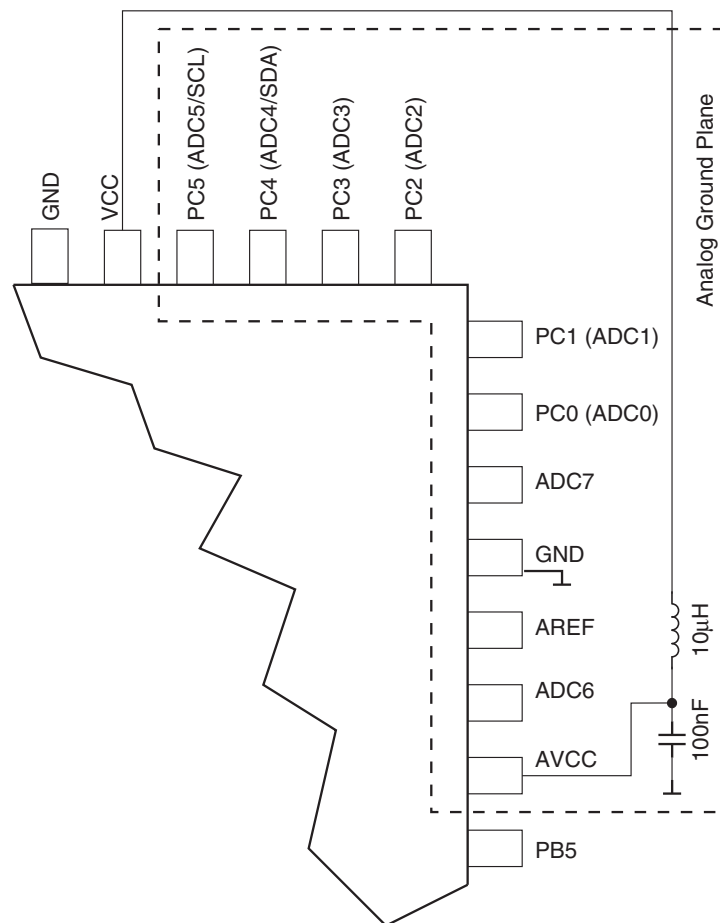 GND
VCC
PC5 (ADC5/SCL)
PC4 (ADC4/SDA)
PC3 (ADC3)
PC2 (ADC2)
Analog Ground Plane
PC1 (ADC1)
PC0 (ADC0)
ADC7
GND
AREF
10μH
ADC6
100nF
AVCC
PB5